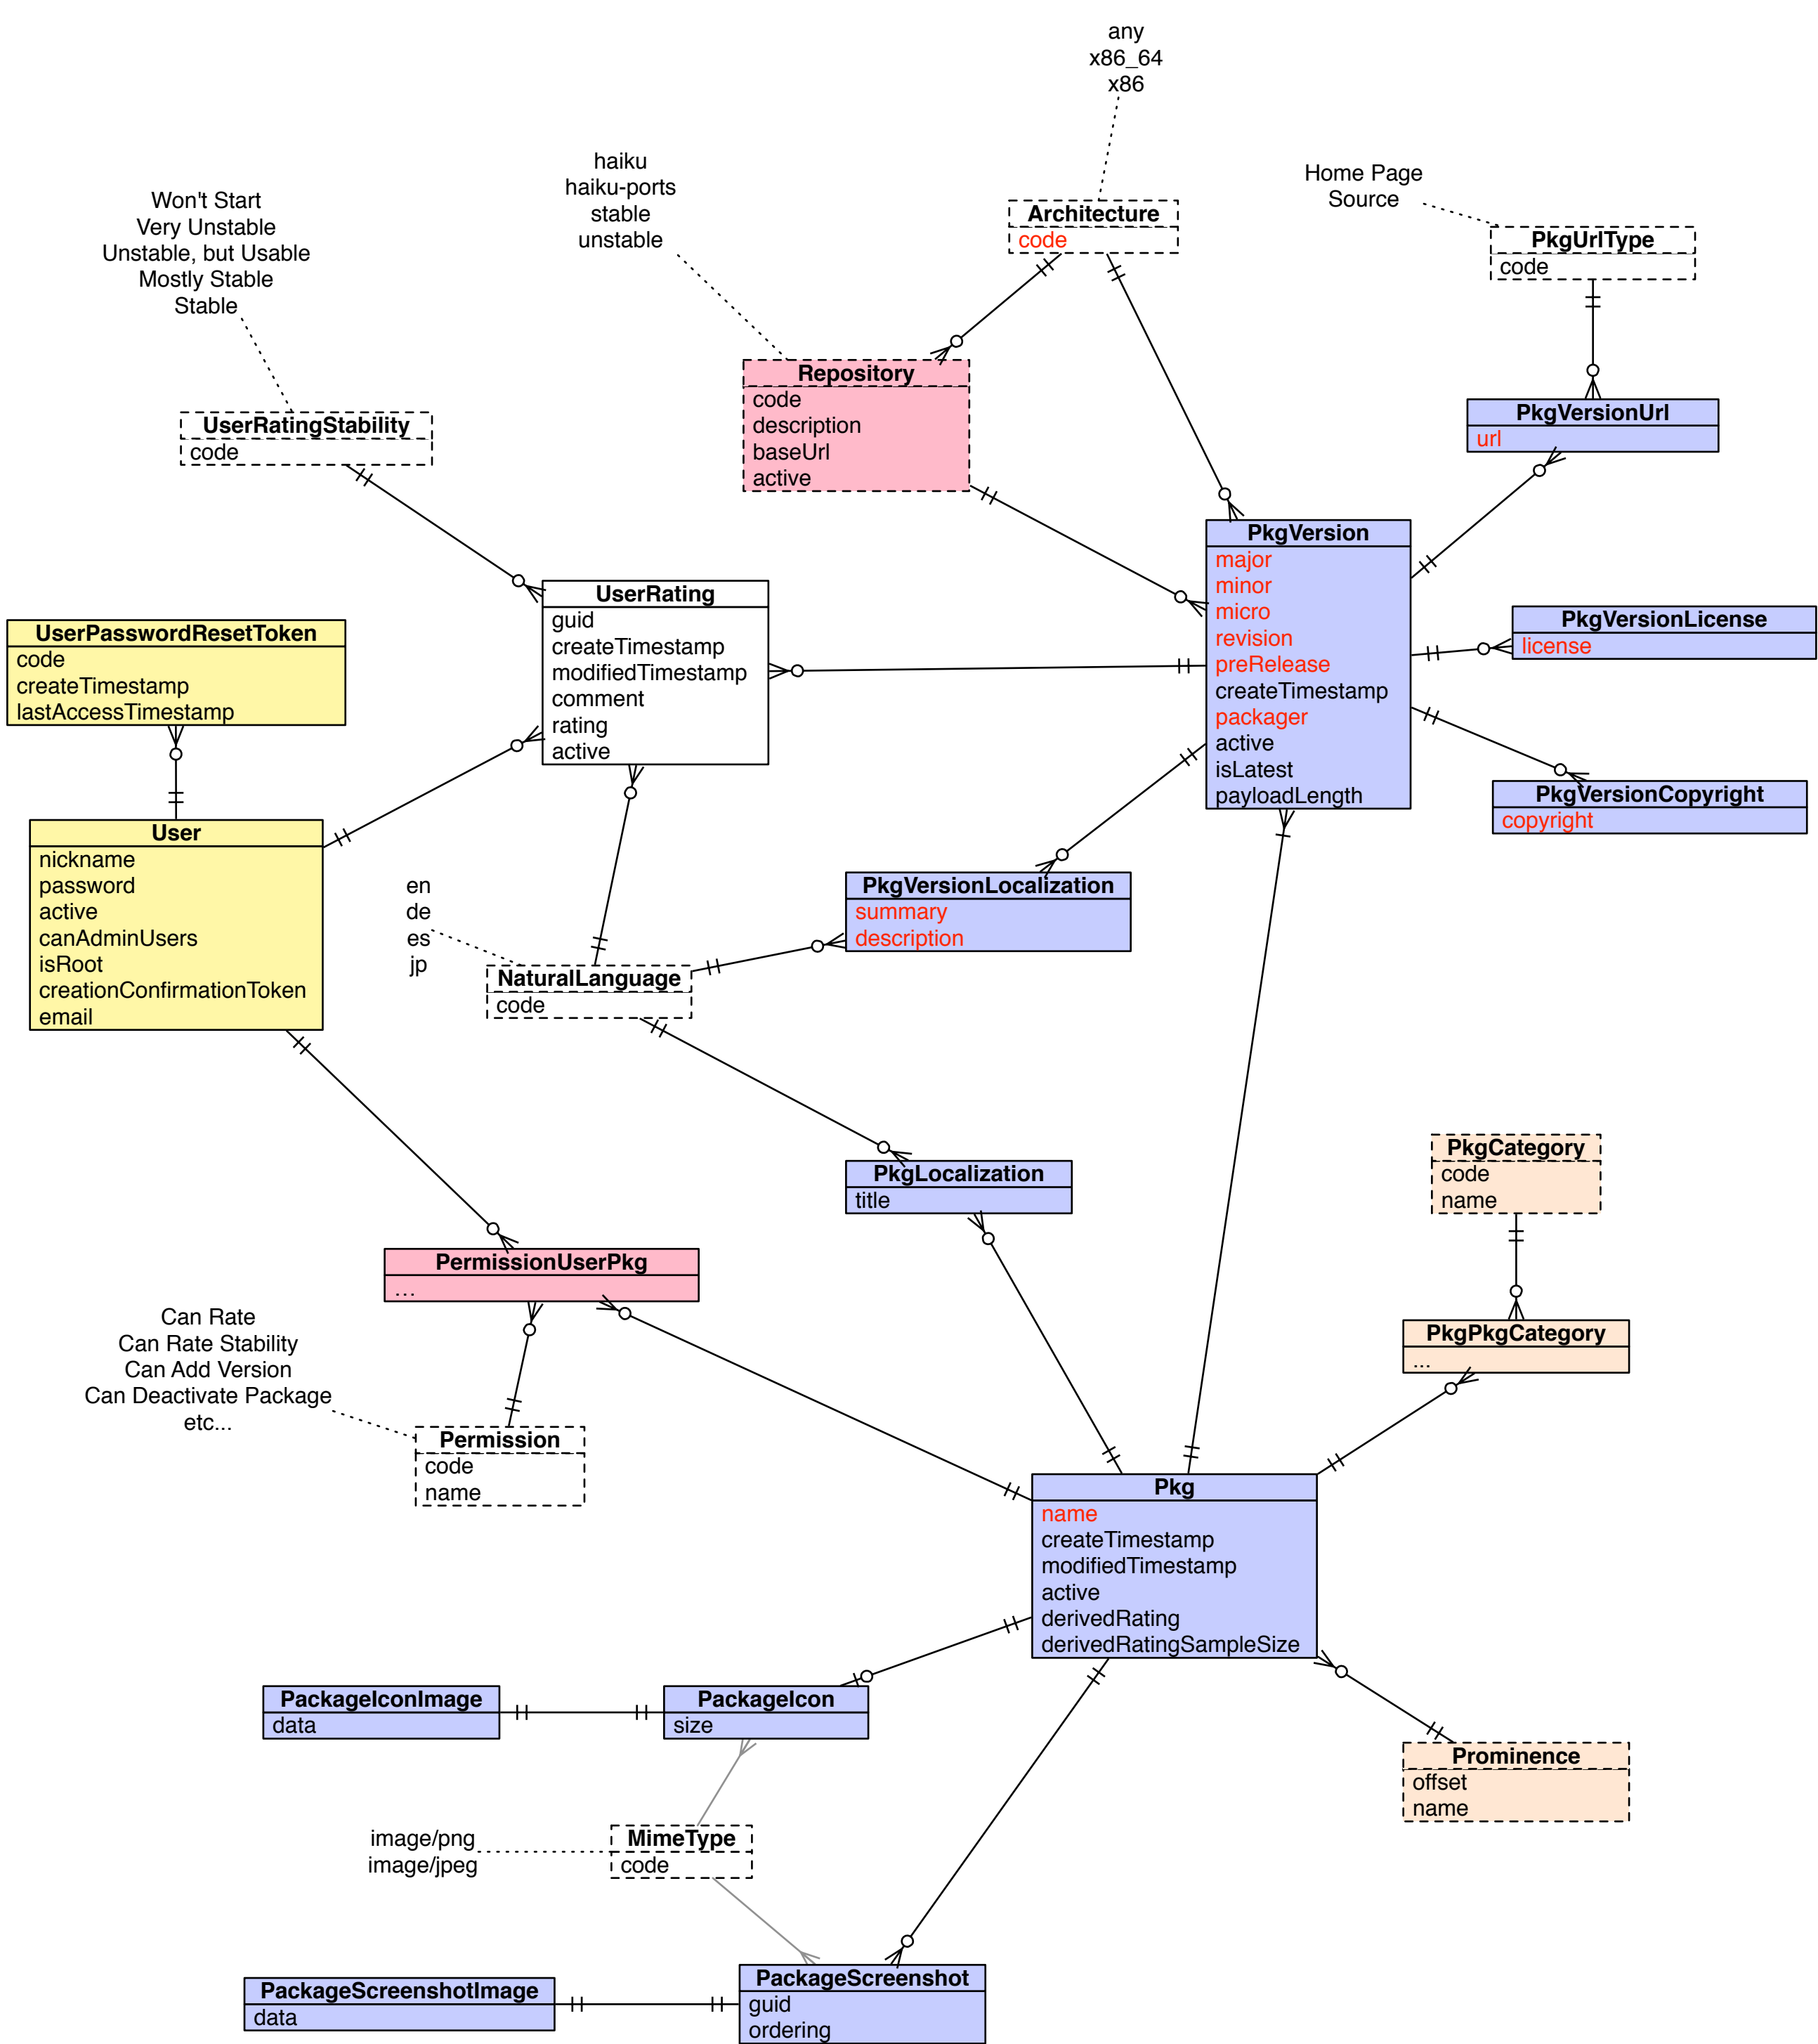 any
x86_64
x86
haiku
haiku-ports
stable
unstable
Home Page
Source
Won't Start
Very Unstable
Unstable, but Usable
Mostly Stable
Stable
Architecture
code
PkgUrlType
code
Repository
code
description
baseUrl
active
PkgVersionUrl
url
UserRatingStability
code
PkgVersion
major
minor
micro
revision
preRelease
createTimestamp
packager
active
isLatest
payloadLength
UserRating
guid
createTimestamp
modifiedTimestamp
comment
rating
active
PkgVersionLicense
license
UserPasswordResetToken
code
createTimestamp
lastAccessTimestamp
PkgVersionCopyright
copyright
User
nickname
password
active
canAdminUsers
isRoot
creationConfirmationToken
email
en
de
es
jp
PkgVersionLocalization
summary
description
NaturalLanguage
code
PkgLocalization
title
PkgCategory
code
name
PermissionUserPkg
...
Can Rate
Can Rate Stability
Can Add Version
Can Deactivate Package
etc...
PkgPkgCategory
...
Permission
code
name
Pkg
name
createTimestamp
modifiedTimestamp
active
derivedRating
derivedRatingSampleSize
PackageIconImage
data
PackageIcon
size
Prominence
offset
name
image/png
image/jpeg
MimeType
code
PackageScreenshotImage
data
PackageScreenshot
guid
ordering